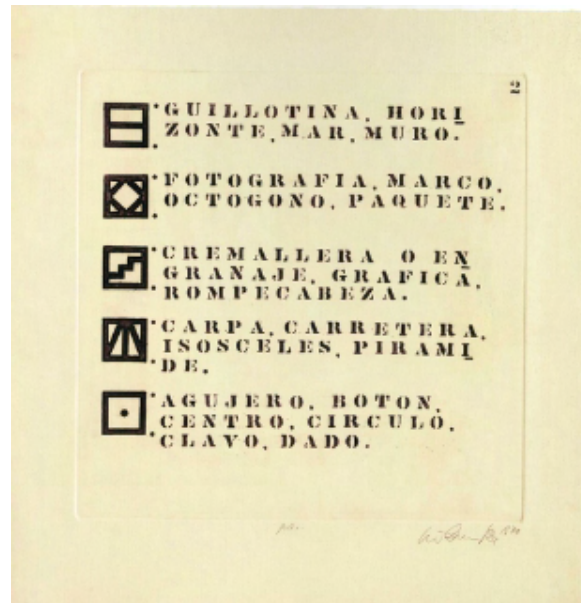 2
GUILLOTINA, HORI
ZONTE, MAR, MURO.
FOTOGRAFIA, MARCO,
OCTOGONO, PAQUETE.
CREMALLERA O EN
GRANAJE, GRAFICA,
ROMPECABEZA.
CARPA, CARRETERA,
ISOSCELES, PIRAMI
DE.
AGUJERO, BOTON,
CENTRO, CIRCULO,
CLAVO, DADO.